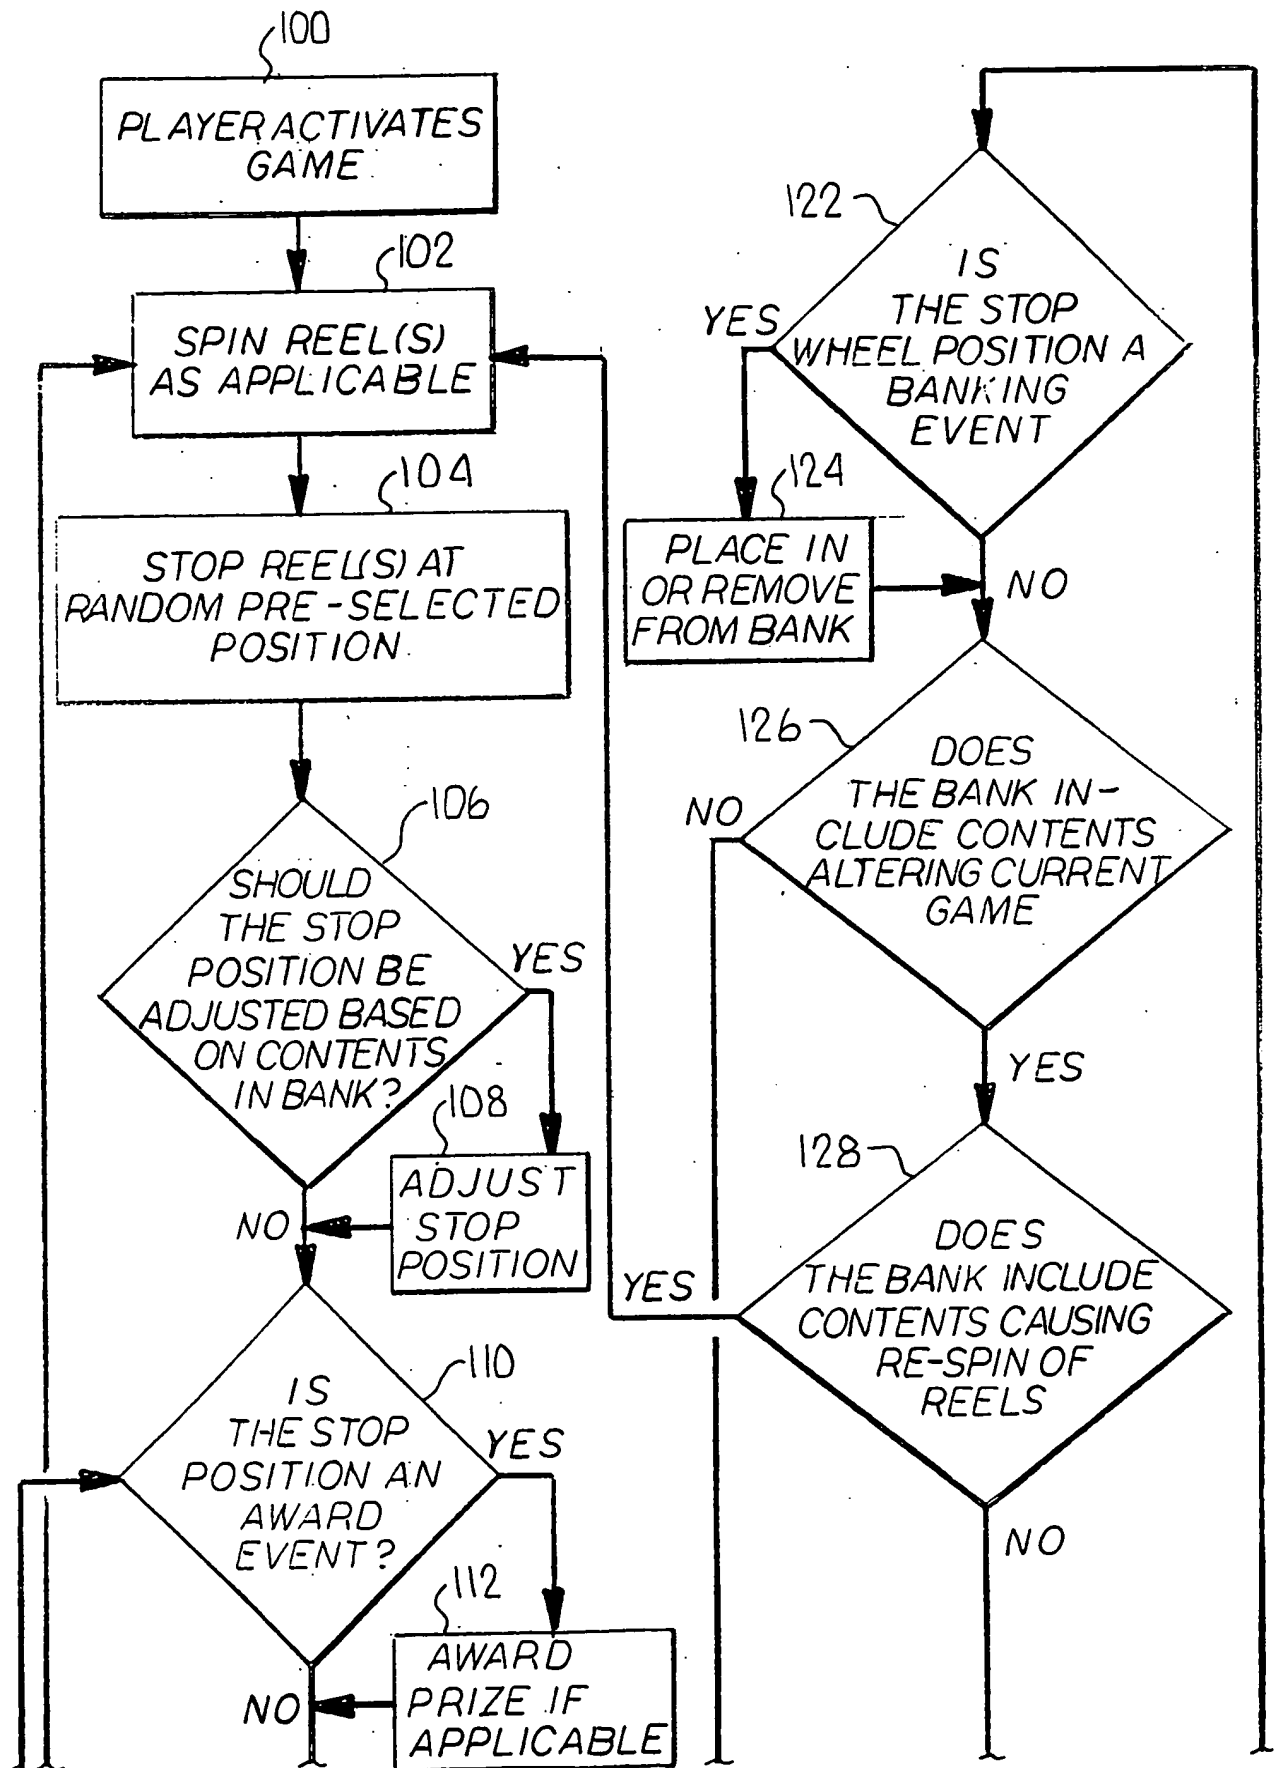 100
PLAYER ACTIVATES
GAME
102
SPIN REEL(S)
AS APPLICABLE
104
STOP REEL(S) AT
RANDOM PRE-SELECTED
POSITION
106
SHOULD
THE STOP
POSITION BE
ADJUSTED BASED
ON CONTENTS
IN BANK?
YES
108
ADJUST
STOP
POSITION
NO
110
IS
THE STOP
POSITION AN
AWARD
EVENT?
YES
112
AWARD
PRIZE IF
APPLICABLE
NO
122
IS
THE STOP
WHEEL POSITION A
BANKING
EVENT
YES
124
PLACE IN
OR REMOVE
FROM BANK
NO
126
DOES
THE BANK IN-
CLUDE CONTENTS
ALTERING CURRENT
GAME
NO
YES
128
DOES
THE BANK INCLUDE
CONTENTS CAUSING
RE-SPIN OF
REELS
YES
NO